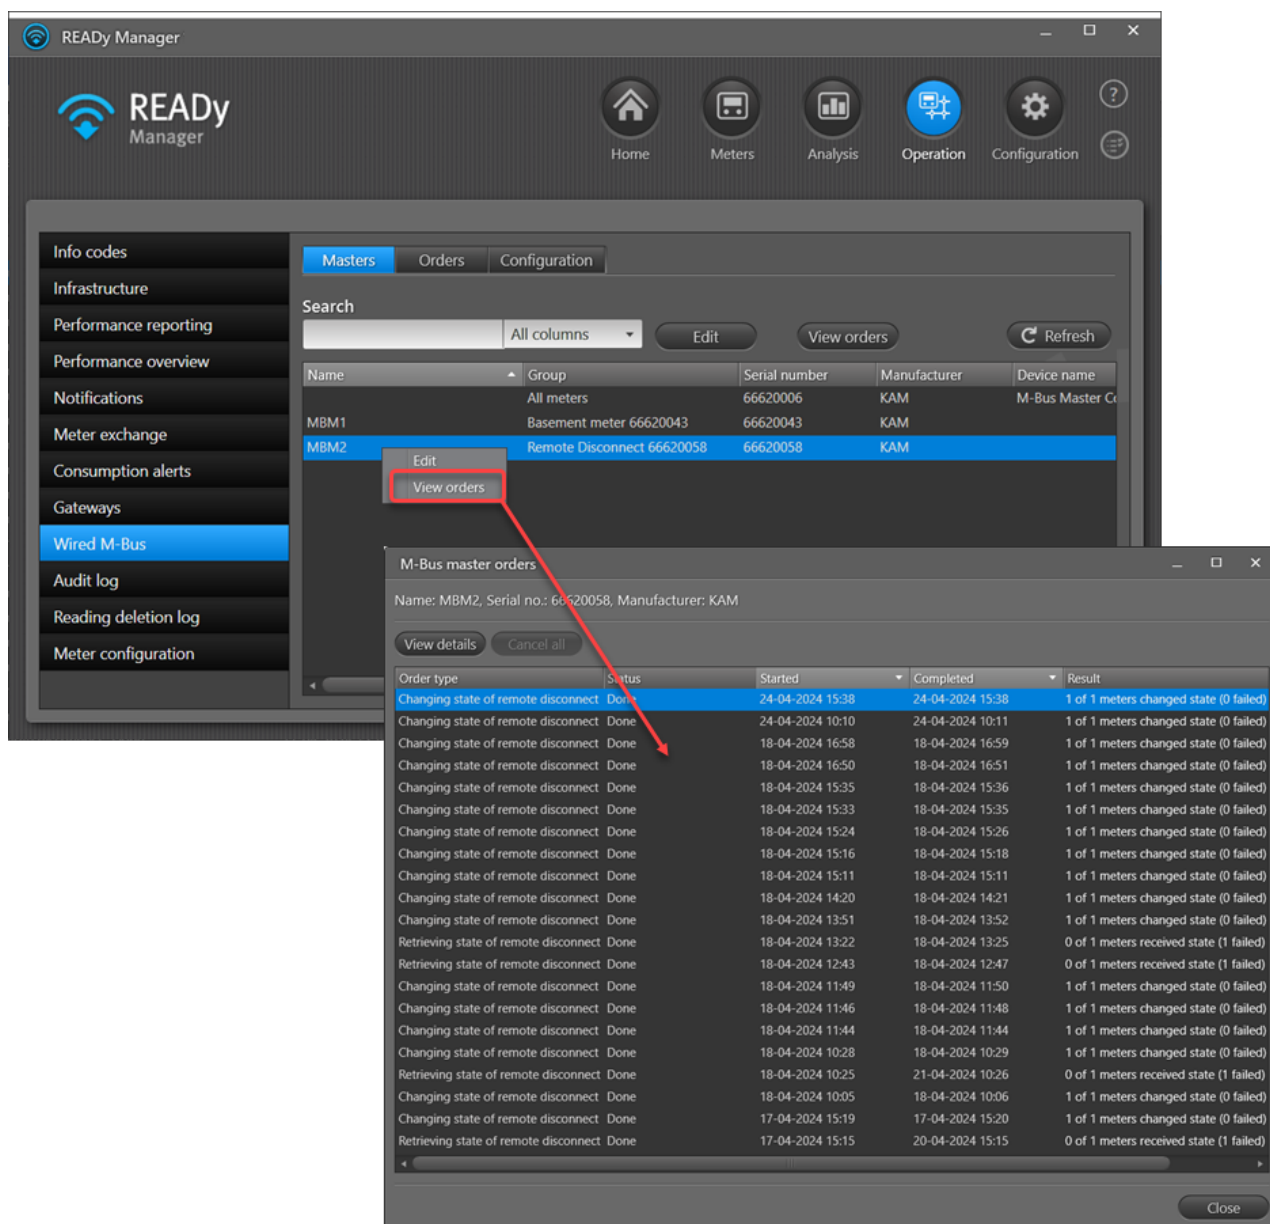 READy Manager
READy
Manager
Home Meters Analysis Operation Configuration
?
Info codes
Infrastructure
Performance reporting
Performance overview
Notifications
Meter exchange
Consumption alerts
Gateways
Wired M-Bus
Audit log
Reading deletion log
Meter configuration
Masters Orders Configuration
Search
All columns Edit View orders Refresh
Name Group Serial number Manufacturer Device name
All meters 66620006 KAM M-Bus Master Co
MBM1 Basement meter 66620043 66620043 KAM
MBM2 Remote Disconnect 66620058 66620058 KAM
Edit
View orders
M-Bus master orders
Name: MBM2, Serial no.: 66620058, Manufacturer: KAM
View details Cancel all
Order type Status Started Completed Result
Changing state of remote disconnect Done 24-04-2024 15:38 24-04-2024 15:38 1 of 1 meters changed state (0 failed)
Changing state of remote disconnect Done 24-04-2024 10:10 24-04-2024 10:11 1 of 1 meters changed state (0 failed)
Changing state of remote disconnect Done 18-04-2024 16:58 18-04-2024 16:59 1 of 1 meters changed state (0 failed)
Changing state of remote disconnect Done 18-04-2024 16:50 18-04-2024 16:51 1 of 1 meters changed state (0 failed)
Changing state of remote disconnect Done 18-04-2024 15:35 18-04-2024 15:36 1 of 1 meters changed state (0 failed)
Changing state of remote disconnect Done 18-04-2024 15:33 18-04-2024 15:35 1 of 1 meters changed state (0 failed)
Changing state of remote disconnect Done 18-04-2024 15:24 18-04-2024 15:26 1 of 1 meters changed state (0 failed)
Changing state of remote disconnect Done 18-04-2024 15:16 18-04-2024 15:18 1 of 1 meters changed state (0 failed)
Changing state of remote disconnect Done 18-04-2024 15:11 18-04-2024 15:11 1 of 1 meters changed state (0 failed)
Changing state of remote disconnect Done 18-04-2024 14:20 18-04-2024 14:21 1 of 1 meters changed state (0 failed)
Changing state of remote disconnect Done 18-04-2024 13:51 18-04-2024 13:52 1 of 1 meters changed state (0 failed)
Retrieving state of remote disconnect Done 18-04-2024 13:22 18-04-2024 13:25 0 of 1 meters received state (1 failed)
Retrieving state of remote disconnect Done 18-04-2024 12:43 18-04-2024 12:47 0 of 1 meters received state (1 failed)
Changing state of remote disconnect Done 18-04-2024 11:49 18-04-2024 11:50 1 of 1 meters changed state (0 failed)
Changing state of remote disconnect Done 18-04-2024 11:46 18-04-2024 11:48 1 of 1 meters changed state (0 failed)
Changing state of remote disconnect Done 18-04-2024 11:44 18-04-2024 11:44 1 of 1 meters changed state (0 failed)
Changing state of remote disconnect Done 18-04-2024 10:28 18-04-2024 10:29 1 of 1 meters changed state (0 failed)
Retrieving state of remote disconnect Done 18-04-2024 10:25 21-04-2024 10:26 0 of 1 meters received state (1 failed)
Changing state of remote disconnect Done 18-04-2024 10:05 18-04-2024 10:06 1 of 1 meters changed state (0 failed)
Changing state of remote disconnect Done 17-04-2024 15:19 17-04-2024 15:20 1 of 1 meters changed state (0 failed)
Retrieving state of remote disconnect Done 17-04-2024 15:15 20-04-2024 15:15 0 of 1 meters received state (1 failed)
Close